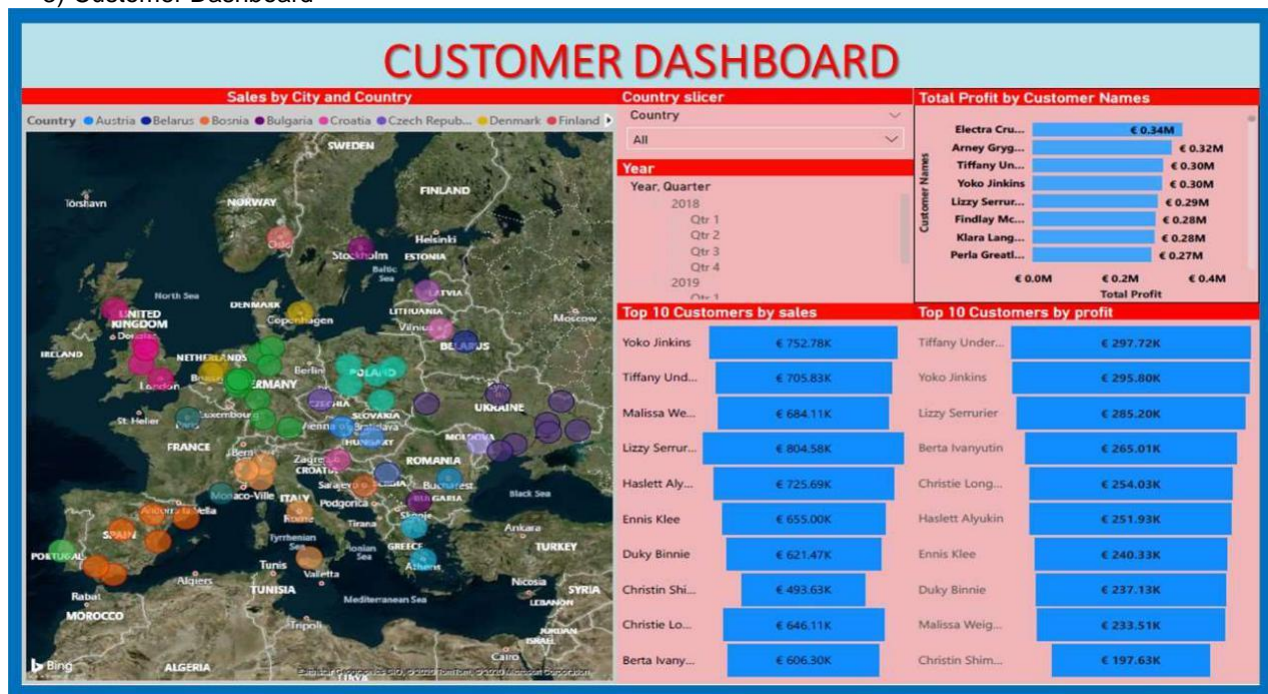 CUSTOMER DASHBOARD
Sales by City and Country
Country Austria Belarus Bosnia Bulgaria Croatia Czech Repub... Denmark Finland
SWEDEN
FINLAND
Tórshavn
NORWAY
Oslo
Helsinki
Stockholm
ESTONIA
Baltic
Sea
North Sea
LATVIA
DENMARK
LITHUANIA
UNITED
KINGDOM
Copenhagen
Vilnius
Moscow
Douglas
BELARUS
IRELAND
NETHERLANDS
Berlin
POLAND
London
GERMANY
CZECHIA
UKRAINE
St. Helier
Paris
Luxembourg
SLOVAKIA
Vienna
Bratislava
HUNGARY
MOLDOVA
FRANCE
Bern
Zagreb
CROATIA
ROMANIA
Sarajevo
SERBIA
Bucharest
Monaco-Ville
ITALY
Podgorica
BULGARIA
Black Sea
Andorra la Vella
Rome
Skopje
SPAIN
Tirana
Ankara
Tyrrhenian
Sea
Ionian
Sea
GREECE
TURKEY
PORTUGAL
Athens
Algiers
Tunis
Valletta
Nicosia
SYRIA
Rabat
TUNISIA
LEBANON
Mediterranean Sea
MOROCCO
Tripoli
JORDAN
ISRAEL
Cairo
Bing
ALGERIA
Country slicer
Country
All
Year
Year, Quarter
2018
Qtr 1
Qtr 2
Qtr 3
Qtr 4
2019
Qtr 1
Total Profit by Customer Names
Customer Names
Electra Cru... € 0.34M
Arney Gryg... € 0.32M
Tiffany Un... € 0.30M
Yoko Jinkins € 0.30M
Lizzy Serrur... € 0.29M
Findlay Mc... € 0.28M
Klara Lang... € 0.28M
Perla Greatl... € 0.27M
€ 0.0M € 0.2M € 0.4M
Total Profit
Top 10 Customers by sales
Yoko Jinkins € 752.78K
Tiffany Und... € 705.83K
Malissa We... € 684.11K
Lizzy Serrur... € 804.58K
Haslett Aly... € 725.69K
Ennis Klee € 655.00K
Duky Binnie € 621.47K
Christin Shi... € 493.63K
Christie Lo... € 646.11K
Berta Ivany... € 606.30K
Top 10 Customers by profit
Tiffany Under... € 297.72K
Yoko Jinkins € 295.80K
Lizzy Serrurier € 285.20K
Berta Ivanyutin € 265.01K
Christie Long... € 254.03K
Haslett Alyukin € 251.93K
Ennis Klee € 240.33K
Duky Binnie € 237.13K
Malissa Weig... € 233.51K
Christin Shim... € 197.63K